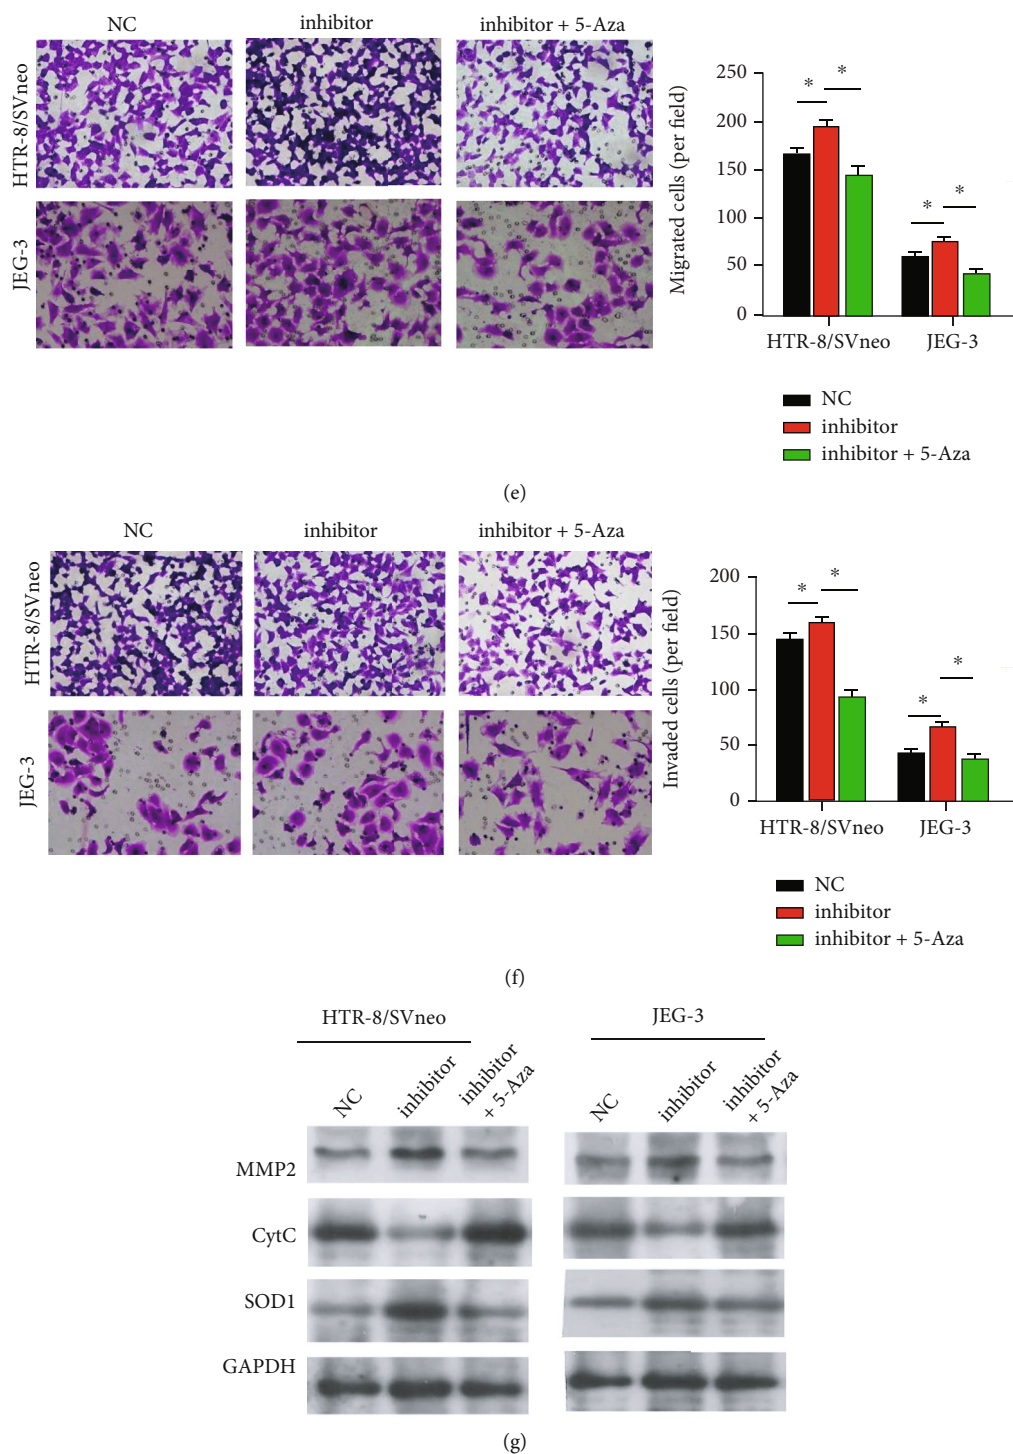 NC inhibitor inhibitor + 5-Aza
HTR-8/SVneo
JEG-3
Migrated cells (per field)
250
200
150
100
50
0
* * * *
HTR-8/SVneo JEG-3
NC
inhibitor
inhibitor + 5-Aza
(e)
NC inhibitor inhibitor + 5-Aza
HTR-8/SVneo
JEG-3
Invaded cells (per field)
200
150
100
50
0
* * * *
HTR-8/SVneo JEG-3
NC
inhibitor
inhibitor + 5-Aza
(f)
HTR-8/SVneo JEG-3
NC inhibitor inhibitor + 5-Aza NC inhibitor inhibitor + 5-Aza
MMP2
CytC
SOD1
GAPDH
(g)